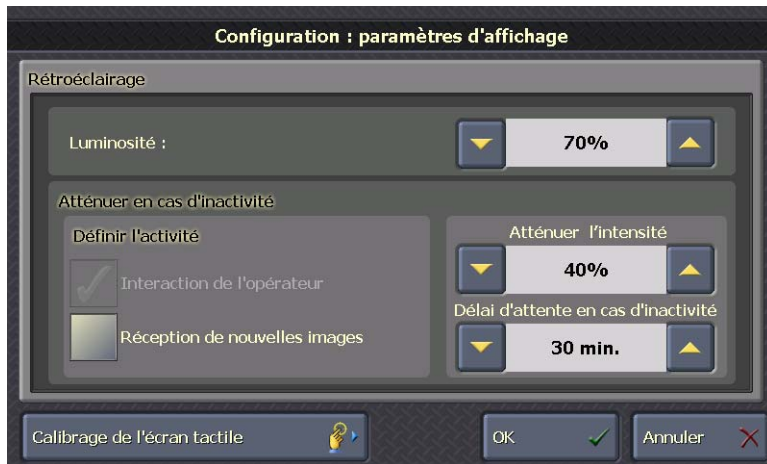 Configuration : paramètres d'affichage
Rétroéclairage
Luminosité :
70%
Atténuer en cas d'inactivité
Définir l'activité
Interaction de l'opérateur
Réception de nouvelles images
Atténuer l'intensité
40%
Délai d'attente en cas d'inactivité
30 min.
Calibrage de l'écran tactile
OK
Annuler